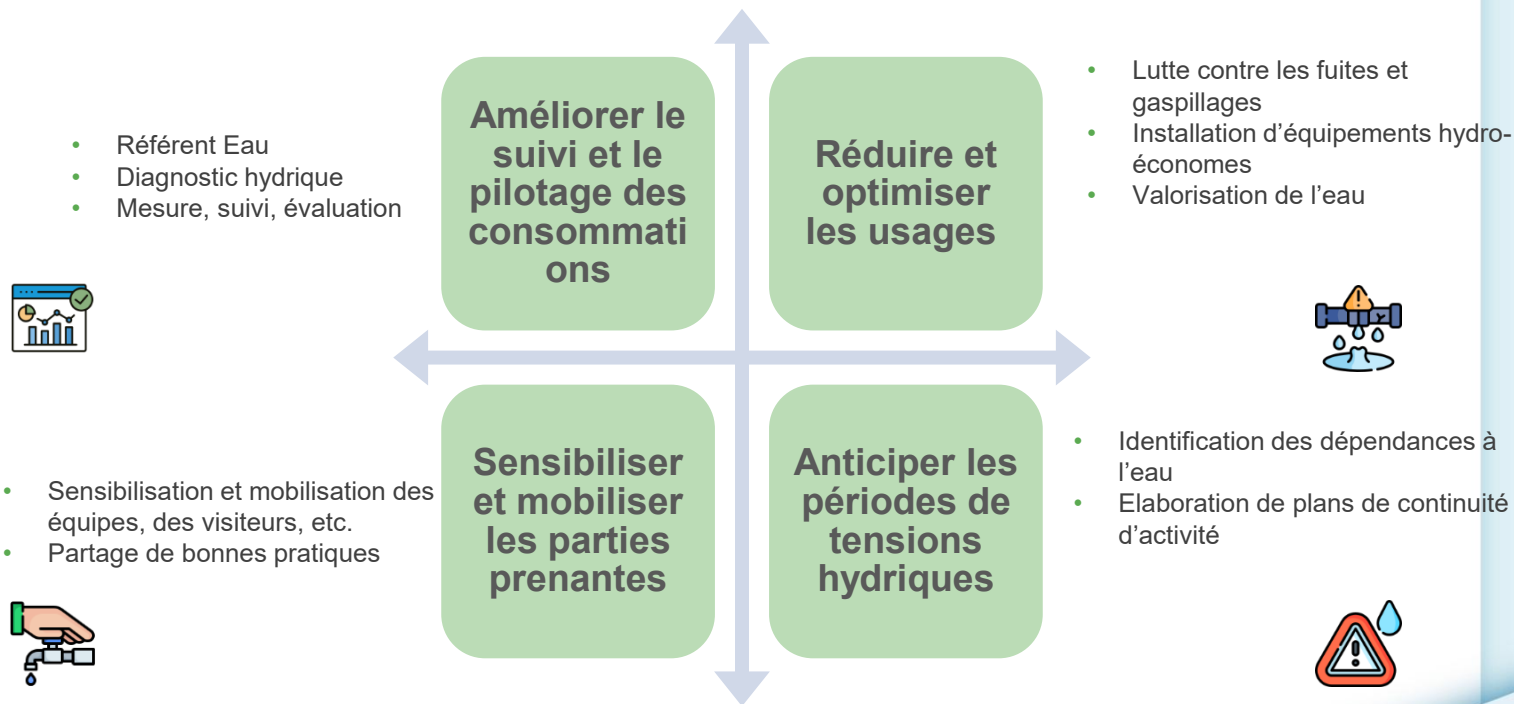 • Référent Eau
• Diagnostic hydrique
• Mesure, suivi, évaluation
Améliorer le
suivi et le
pilotage des
consommati
ons
Réduire et
optimiser
les usages
• Lutte contre les fuites et
gaspillages
• Installation d’équipements hydro-
économes
• Valorisation de l’eau
• Sensibilisation et mobilisation des
équipes, des visiteurs, etc.
• Partage de bonnes pratiques
Sensibiliser
et mobiliser
les parties
prenantes
Anticiper les
périodes de
tensions
hydriques
• Identification des dépendances à
l’eau
• Elaboration de plans de continuité
d’activité